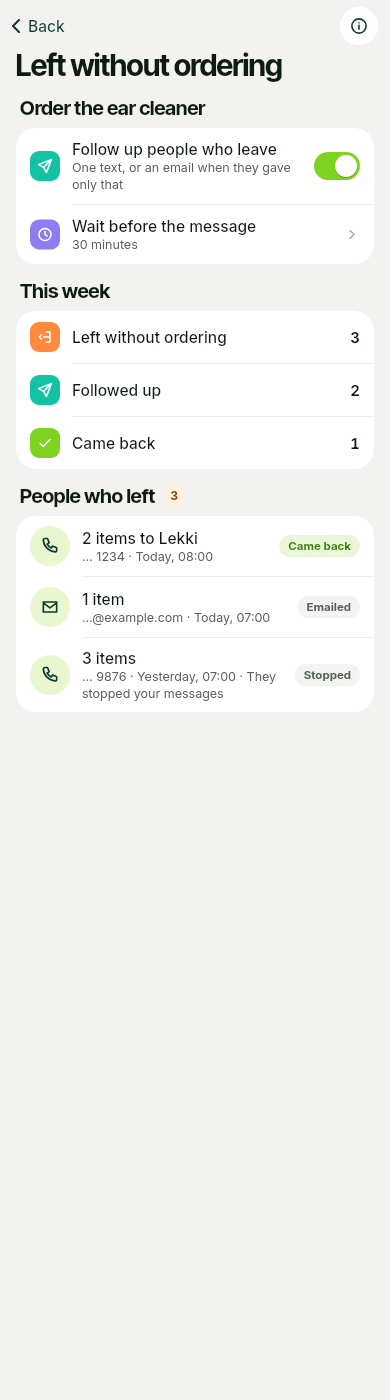 Back
Left without ordering
Order the ear cleaner
Follow up people who leave
One text, or an email when they gave
only that
Wait before the message
30 minutes
This week
Left without ordering 3
Followed up 2
Came back 1
People who left 3
2 items to Lekki
... 1234 · Today, 08:00
Came back
1 item
...@example.com · Today, 07:00
Emailed
3 items
... 9876 · Yesterday, 07:00 · They
stopped your messages
Stopped